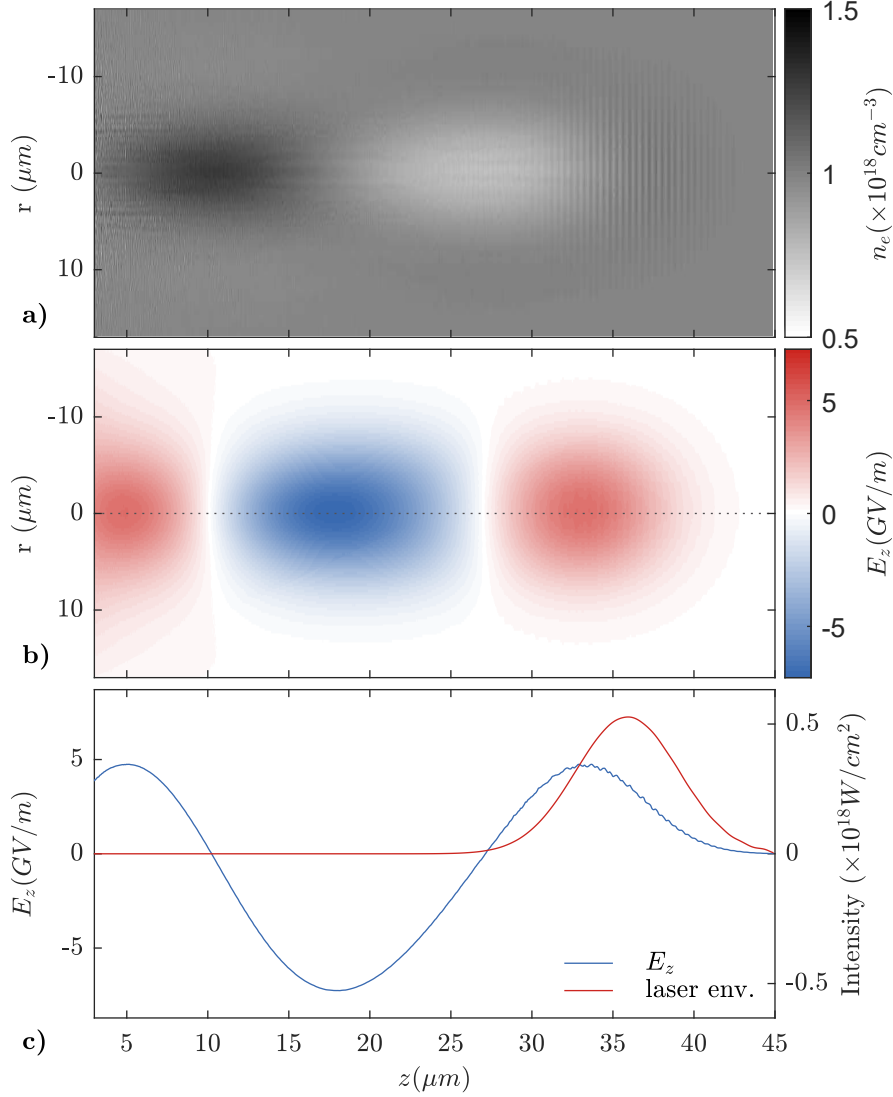 1.5
-10
r (μm)
0
1
n_e(×10^18 cm^−3)
10
a)
0.5
-10
5
r (μm)
0
0
E_z(GV/m)
10
-5
b)
0.5
5
E_z(GV/m)
0
0
Intensity (×10^18 W/cm^2)
-5
E_z
laser env.
-0.5
c)
5 10 15 20 25 30 35 40 45
z(μm)